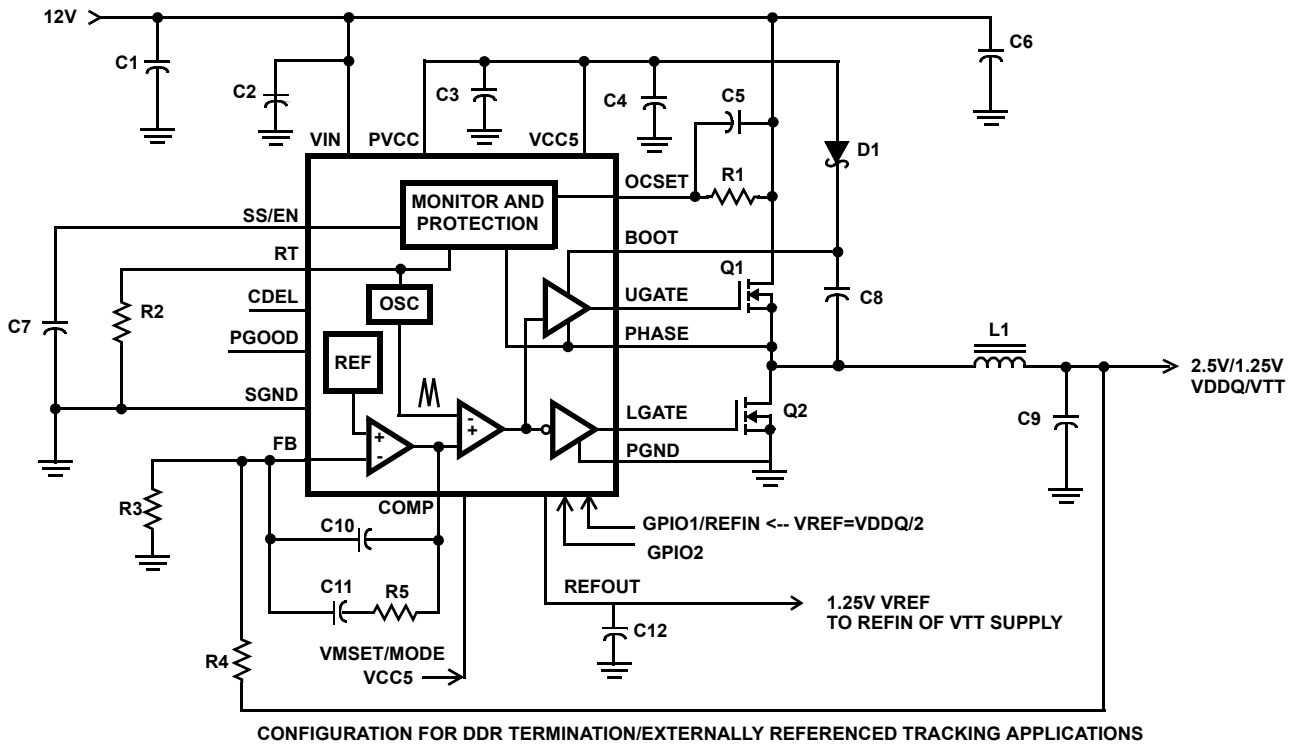 12V
C1
C2
C3
C4
C5
C6
VIN
PVCC
VCC5
D1
OCSET
R1
MONITOR AND
PROTECTION
SS/EN
BOOT
RT
Q1
OSC
UGATE
C8
CDEL
R2
C7
PGOOD
PHASE
L1
REF
2.5V/1.25V
VDDQ/VTT
SGND
LGATE
Q2
C9
FB
+
-
-
+
PGND
R3
COMP
C10
GPIO1/REFIN <-- VREF=VDDQ/2
GPIO2
C11
R5
REFOUT
1.25V VREF
TO REFIN OF VTT SUPPLY
C12
R4
VMSET/MODE
VCC5
CONFIGURATION FOR DDR TERMINATION/EXTERNALLY REFERENCED TRACKING APPLICATIONS